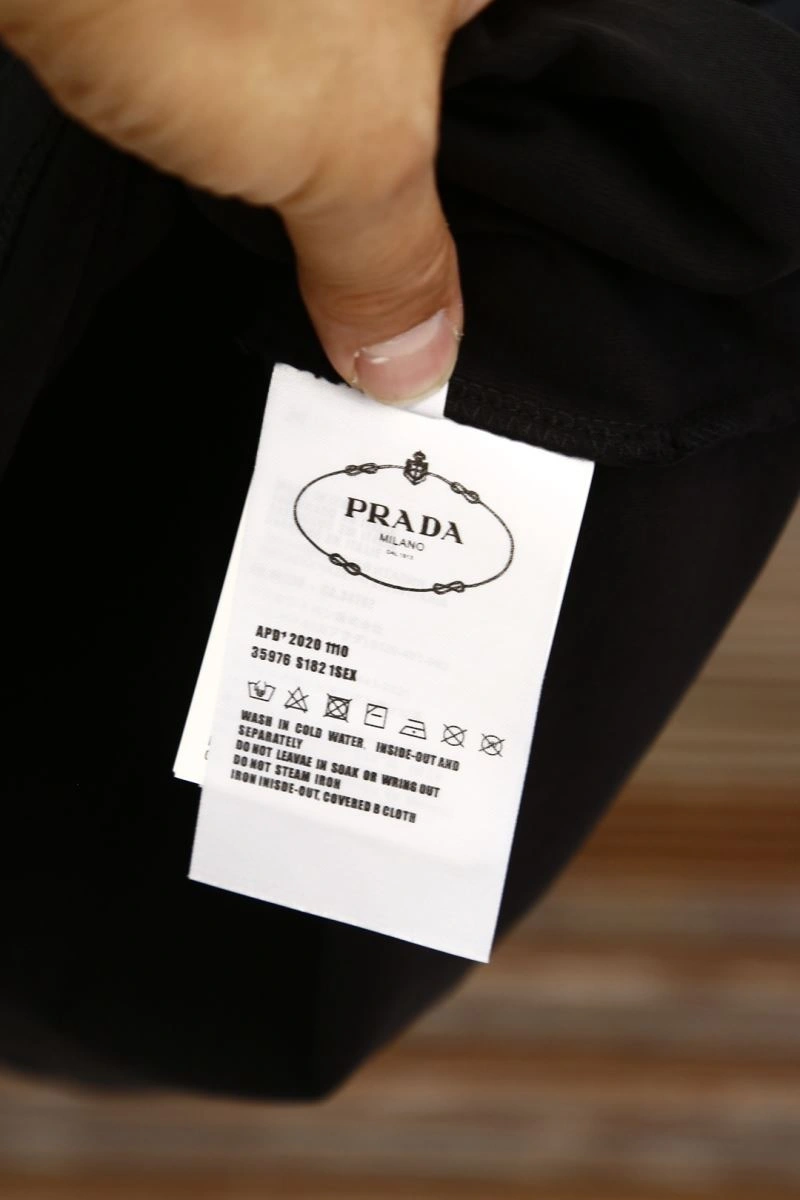 PRADA
MILANO
DAL 1913
APD' 2020 1110
35976 S182 1SEX
WASH IN COLD WATER, INSIDE-OUT AND
SEPARATELY
DO NOT LEAVAE IN SOAK OR WRING OUT
DO NOT STEAM IRON
IRON INISDE-OUT, COVERED B CLOTH